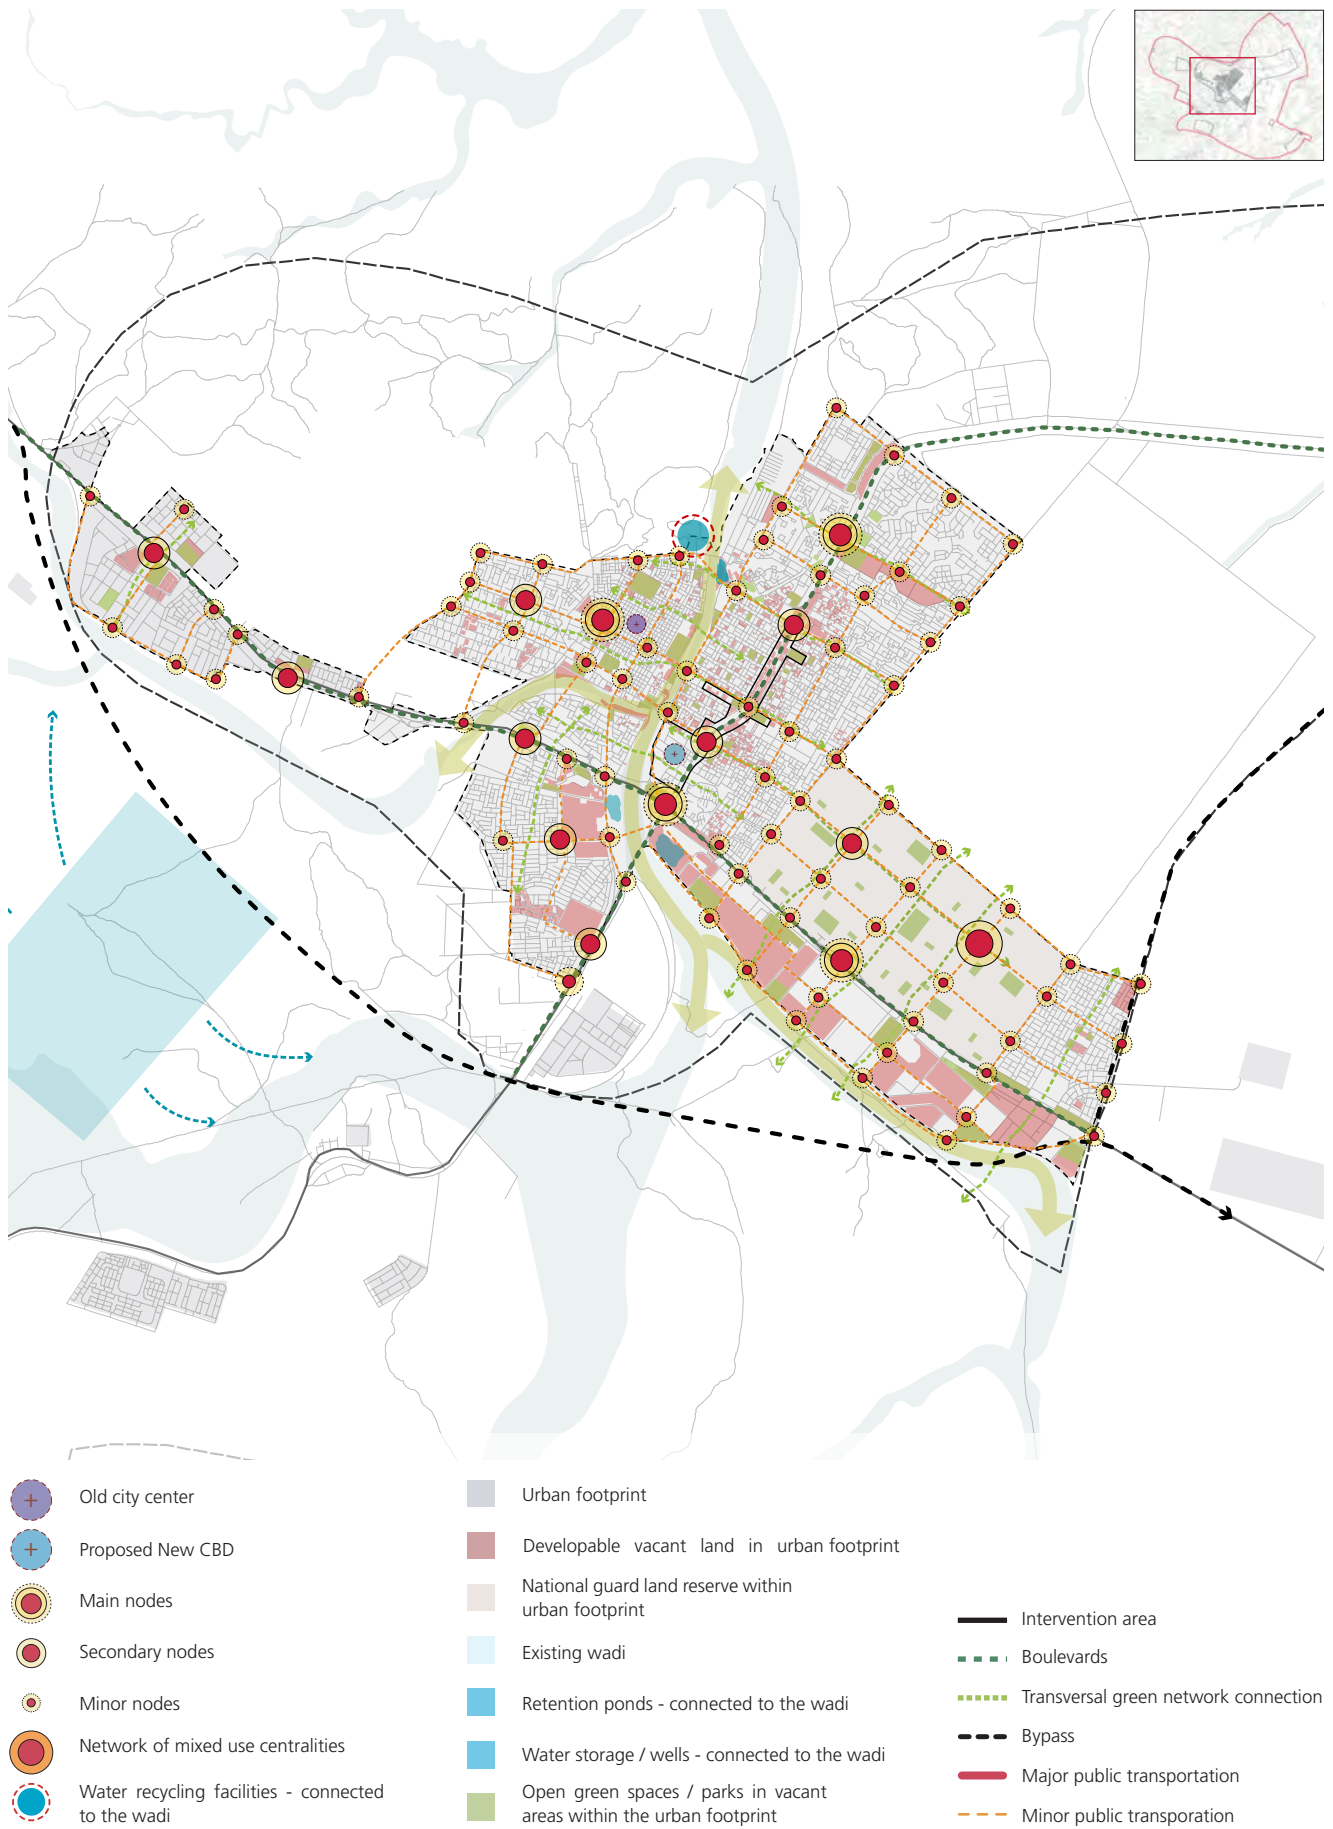 Old city center
Proposed New CBD
Main nodes
Secondary nodes
Minor nodes
Network of mixed use centralities
Water recycling facilities - connected
to the wadi
Urban footprint
Developable vacant land in urban footprint
National guard land reserve within
urban footprint
Existing wadi
Retention ponds - connected to the wadi
Water storage / wells - connected to the wadi
Open green spaces / parks in vacant
areas within the urban footprint
Intervention area
Boulevards
Transversal green network connection
Bypass
Major public transportation
Minor public transporation